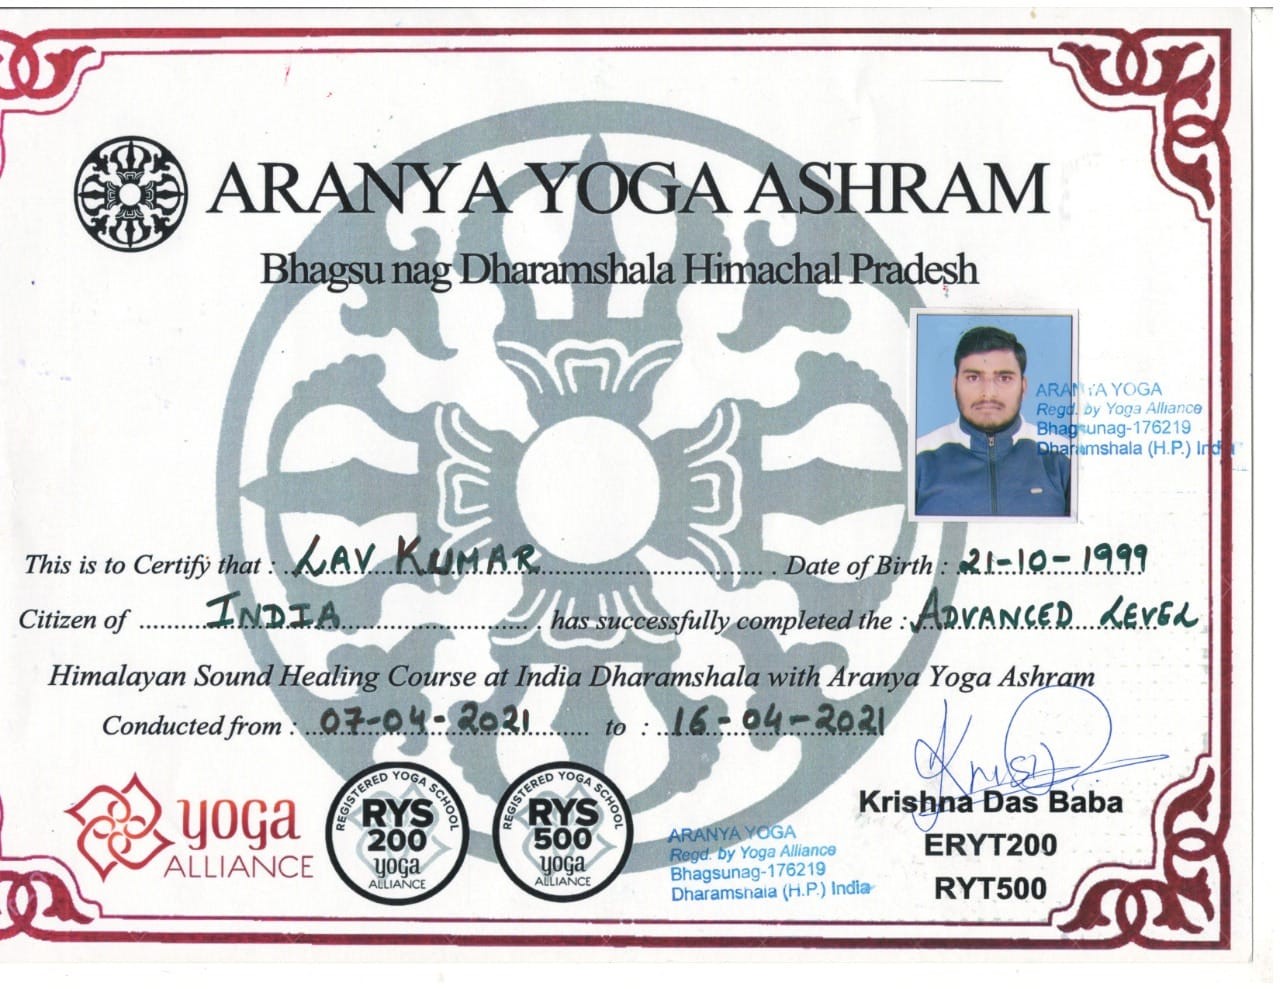 ARANYA YOGA ASHRAM
Bhagsu nag Dharamshala Himachal Pradesh
ARANYA YOGA
Regd. by Yoga Alliance
Bhagsunag-176219
Dharamshala (H.P.) India
This is to Certify that : LAV KUMAR Date of Birth : 21-10-1999
Citizen of INDIA has successfully completed the : ADVANCED LEVEL
Himalayan Sound Healing Course at India Dharamshala with Aranya Yoga Ashram
Conducted from : 07-04-2021 to : 16-04-2021
yoga
ALLIANCE
REGISTERED YOGA SCHOOL
RYS
200
yoga
ALLIANCE
REGISTERED YOGA SCHOOL
RYS
500
yoga
ALLIANCE
ARANYA YOGA
Regd. by Yoga Alliance
Bhagsunag-176219
Dharamshala (H.P.) India
Krishna Das Baba
ERYT200
RYT500